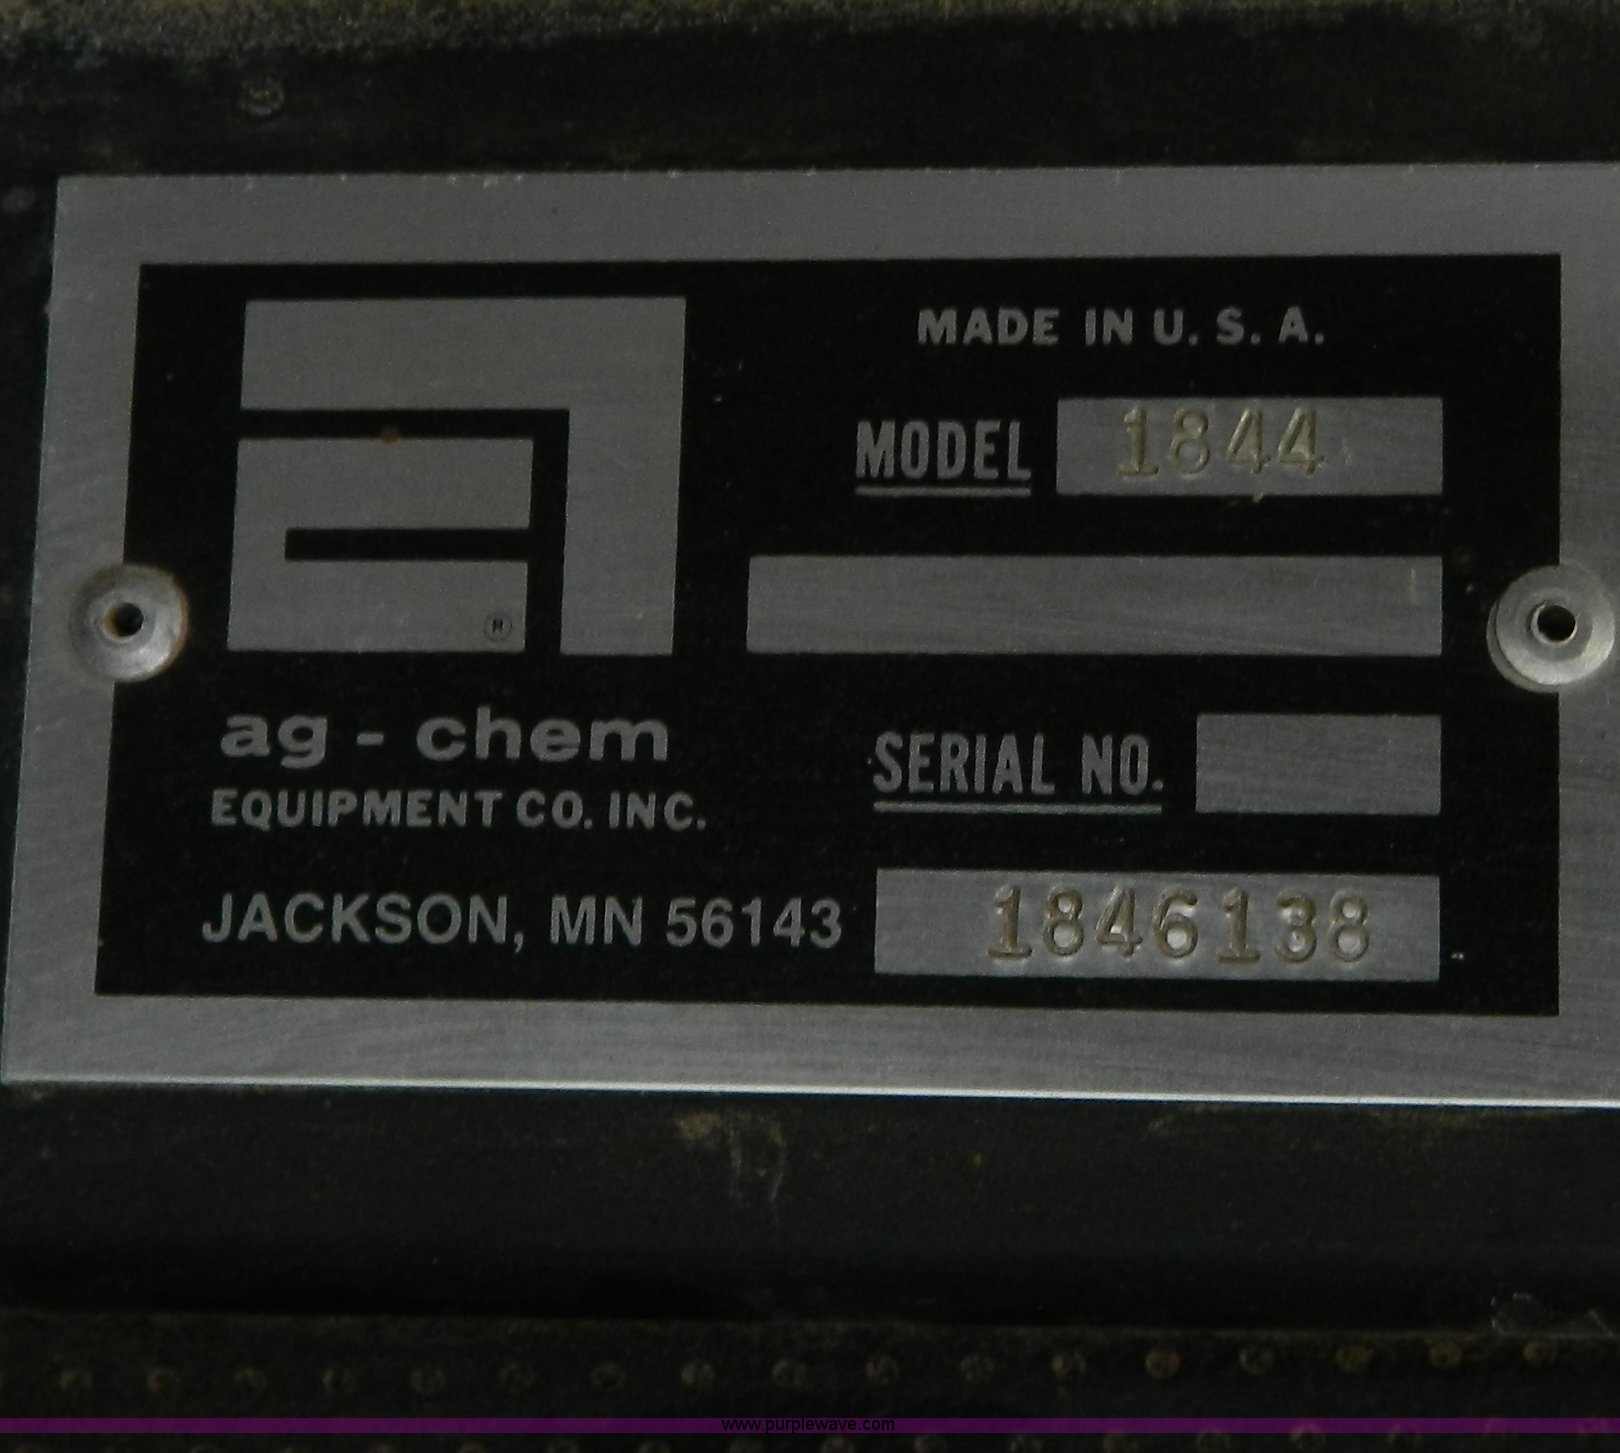 MADE IN U. S. A.
MODEL 1844
ag - chem
EQUIPMENT CO. INC.
SERIAL NO.
JACKSON, MN 56143
1846138
www.purplewave.com